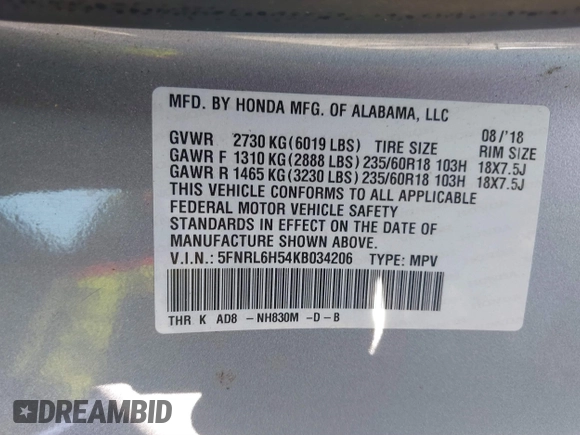 MFD. BY HONDA MFG. OF ALABAMA, LLC
08/'18
GVWR 2730 KG(6019 LBS) TIRE SIZE RIM SIZE
GAWR F 1310 KG(2888 LBS) 235/60R18 103H 18X7.5J
GAWR R 1465 KG(3230 LBS) 235/60R18 103H 18X7.5J
THIS VEHICLE CONFORMS TO ALL APPLICABLE
FEDERAL MOTOR VEHICLE SAFETY
STANDARDS IN EFFECT ON THE DATE OF
MANUFACTURE SHOWN ABOVE.
V.I.N.: 5FNRL6H54KB034206 TYPE: MPV
THR K AD8 -NH830M -D-B
DREAMBID